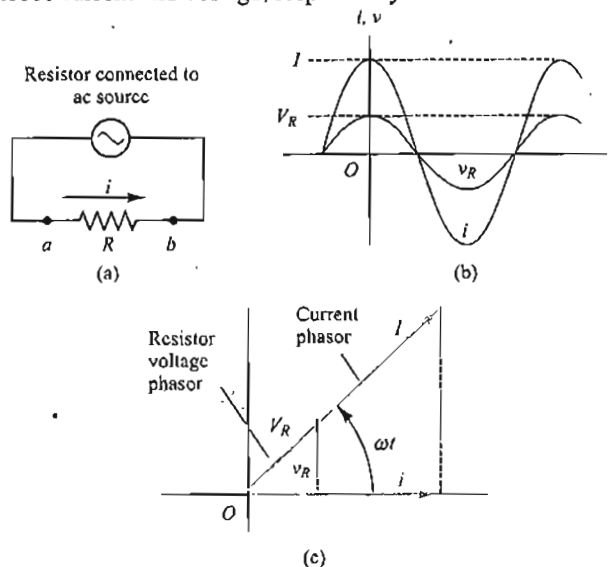 i, v
Resistor connected to
ac source
i
a
R
b
(a)
I
V_R
O
v_R
i
(b)
Current
phasor
I
Resistor
voltage
phasor
V_R
ωt
v_R
i
O
(c)